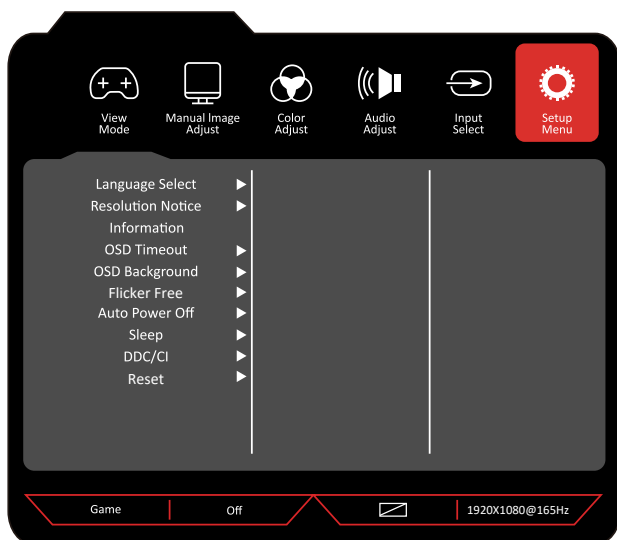 View
Mode
Manual Image
Adjust
Color
Adjust
Audio
Adjust
Input
Select
Setup
Menu
Language Select
Resolution Notice
Information
OSD Timeout
OSD Background
Flicker Free
Auto Power Off
Sleep
DDC/CI
Reset
Game
Off
1920X1080@165Hz